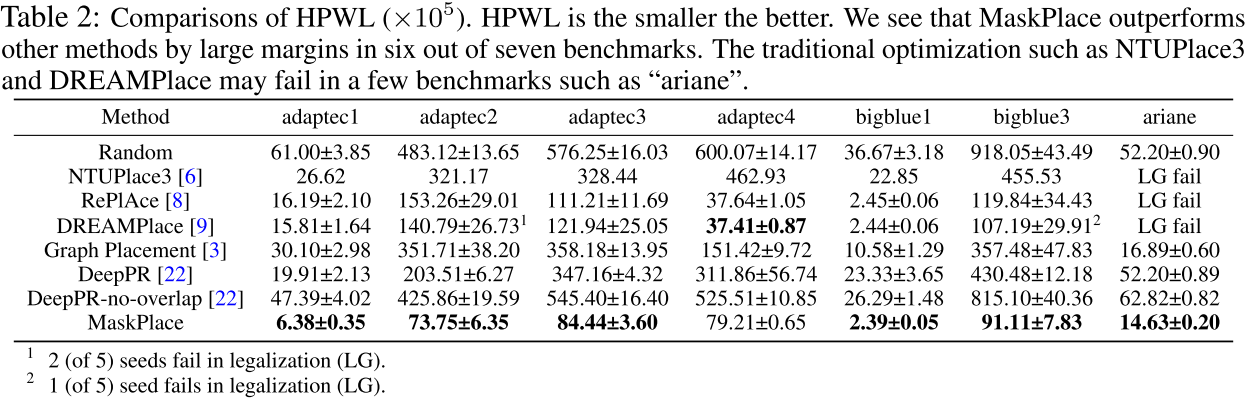 Table 2: Comparisons of HPWL (×10⁵). HPWL is the smaller the better. We see that MaskPlace outperforms
other methods by large margins in six out of seven benchmarks. The traditional optimization such as NTUPlace3
and DREAMPlace may fail in a few benchmarks such as “ariane”.
Method adaptec1 adaptec2 adaptec3 adaptec4 bigblue1 bigblue3 ariane
Random 61.00±3.85 483.12±13.65 576.25±16.03 600.07±14.17 36.67±3.18 918.05±43.49 52.20±0.90
NTUPlace3 [6] 26.62 321.17 328.44 462.93 22.85 455.53 LG fail
RePlAce [8] 16.19±2.10 153.26±29.01 111.21±11.69 37.64±1.05 2.45±0.06 119.84±34.43 LG fail
DREAMPlace [9] 15.81±1.64 140.79±26.73¹ 121.94±25.05 37.41±0.87 2.44±0.06 107.19±29.91² LG fail
Graph Placement [3] 30.10±2.98 351.71±38.20 358.18±13.95 151.42±9.72 10.58±1.29 357.48±47.83 16.89±0.60
DeepPR [22] 19.91±2.13 203.51±6.27 347.16±4.32 311.86±56.74 23.33±3.65 430.48±12.18 52.20±0.89
DeepPR-no-overlap [22] 47.39±4.02 425.86±19.59 545.40±16.40 525.51±10.85 26.29±1.48 815.10±40.36 62.82±0.82
MaskPlace 6.38±0.35 73.75±6.35 84.44±3.60 79.21±0.65 2.39±0.05 91.11±7.83 14.63±0.20
¹ 2 (of 5) seeds fail in legalization (LG).
² 1 (of 5) seed fails in legalization (LG).